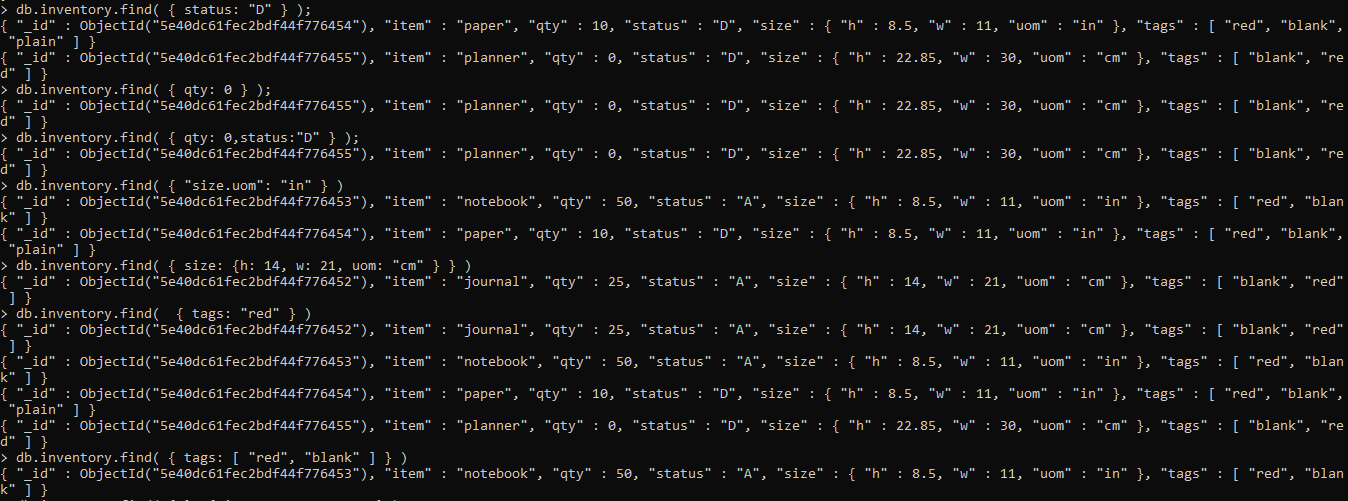 > db.inventory.find( { status: "D" } );
{ "_id" : ObjectId("5e40dc61fec2bdf44f776454"), "item" : "paper", "qty" : 10, "status" : "D", "size" : { "h" : 8.5, "w" : 11, "uom" : "in" }, "tags" : [ "red", "blank",
 "plain" ] }
{ "_id" : ObjectId("5e40dc61fec2bdf44f776455"), "item" : "planner", "qty" : 0, "status" : "D", "size" : { "h" : 22.85, "w" : 30, "uom" : "cm" }, "tags" : [ "blank", "re
d" ] }
> db.inventory.find( { qty: 0 } );
{ "_id" : ObjectId("5e40dc61fec2bdf44f776455"), "item" : "planner", "qty" : 0, "status" : "D", "size" : { "h" : 22.85, "w" : 30, "uom" : "cm" }, "tags" : [ "blank", "re
d" ] }
> db.inventory.find( { qty: 0,status:"D" } );
{ "_id" : ObjectId("5e40dc61fec2bdf44f776455"), "item" : "planner", "qty" : 0, "status" : "D", "size" : { "h" : 22.85, "w" : 30, "uom" : "cm" }, "tags" : [ "blank", "re
d" ] }
> db.inventory.find( { "size.uom": "in" } )
{ "_id" : ObjectId("5e40dc61fec2bdf44f776453"), "item" : "notebook", "qty" : 50, "status" : "A", "size" : { "h" : 8.5, "w" : 11, "uom" : "in" }, "tags" : [ "red", "blan
k" ] }
{ "_id" : ObjectId("5e40dc61fec2bdf44f776454"), "item" : "paper", "qty" : 10, "status" : "D", "size" : { "h" : 8.5, "w" : 11, "uom" : "in" }, "tags" : [ "red", "blank",
 "plain" ] }
> db.inventory.find( { size: {h: 14, w: 21, uom: "cm" } } )
{ "_id" : ObjectId("5e40dc61fec2bdf44f776452"), "item" : "journal", "qty" : 25, "status" : "A", "size" : { "h" : 14, "w" : 21, "uom" : "cm" }, "tags" : [ "blank", "red"
 ] }
> db.inventory.find(  { tags: "red" } )
{ "_id" : ObjectId("5e40dc61fec2bdf44f776452"), "item" : "journal", "qty" : 25, "status" : "A", "size" : { "h" : 14, "w" : 21, "uom" : "cm" }, "tags" : [ "blank", "red"
 ] }
{ "_id" : ObjectId("5e40dc61fec2bdf44f776453"), "item" : "notebook", "qty" : 50, "status" : "A", "size" : { "h" : 8.5, "w" : 11, "uom" : "in" }, "tags" : [ "red", "blan
k" ] }
{ "_id" : ObjectId("5e40dc61fec2bdf44f776454"), "item" : "paper", "qty" : 10, "status" : "D", "size" : { "h" : 8.5, "w" : 11, "uom" : "in" }, "tags" : [ "red", "blank",
 "plain" ] }
{ "_id" : ObjectId("5e40dc61fec2bdf44f776455"), "item" : "planner", "qty" : 0, "status" : "D", "size" : { "h" : 22.85, "w" : 30, "uom" : "cm" }, "tags" : [ "blank", "re
d" ] }
> db.inventory.find( { tags: [ "red", "blank" ] } )
{ "_id" : ObjectId("5e40dc61fec2bdf44f776453"), "item" : "notebook", "qty" : 50, "status" : "A", "size" : { "h" : 8.5, "w" : 11, "uom" : "in" }, "tags" : [ "red", "blan
k" ] }